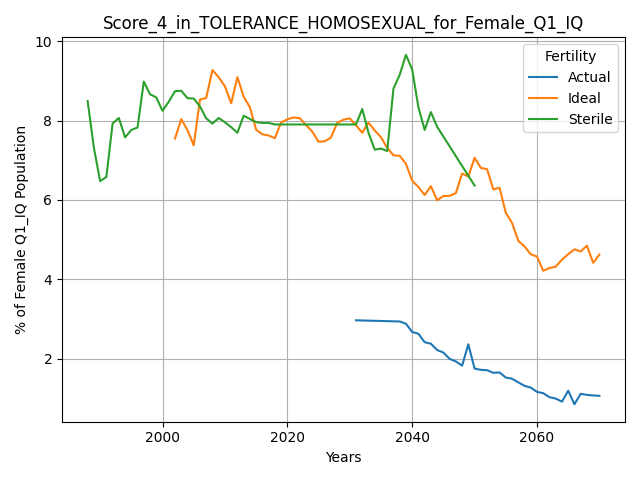 Score_4_in_TOLERANCE_HOMOSEXUAL_for_Female_Q1_IQ
Fertility
Actual
Ideal
Sterile
% of Female Q1_IQ Population
10
8
6
4
2
2000
2020
2040
2060
Years